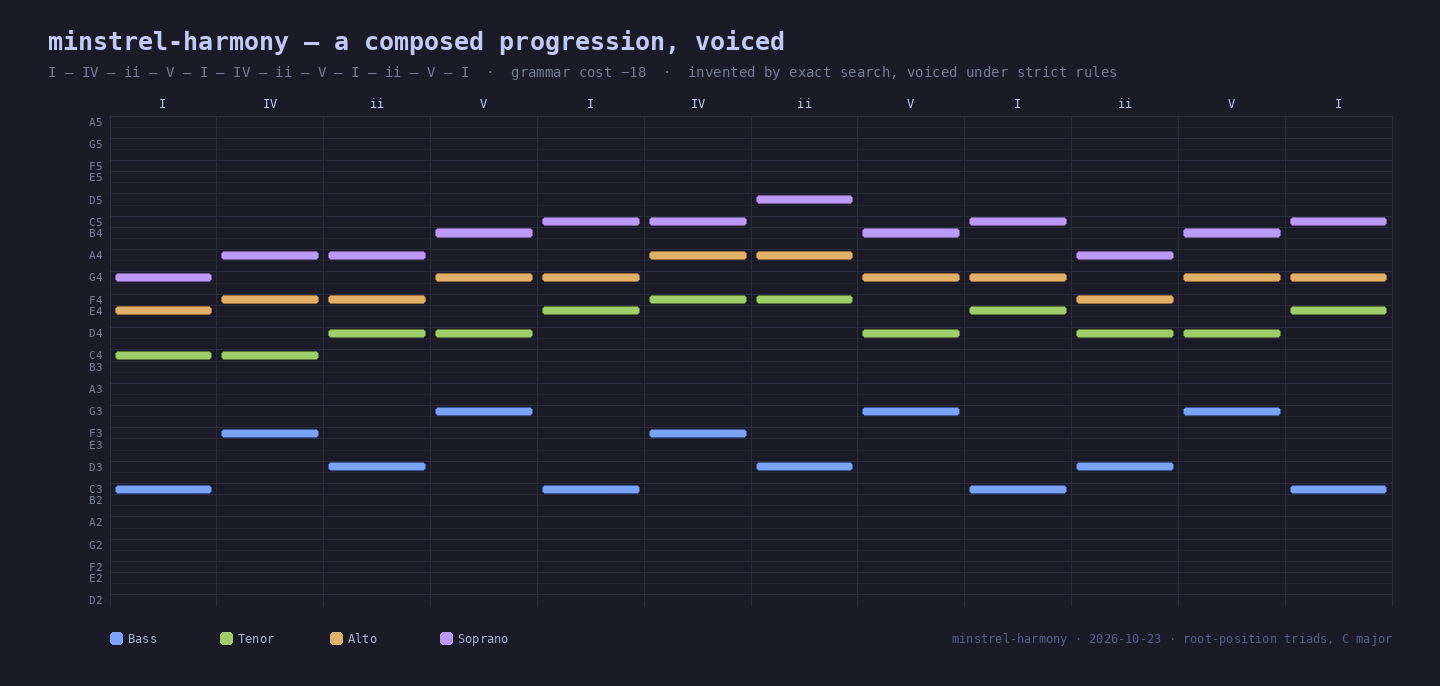 minstrel-harmony — a composed progression, voiced
I — IV — ii — V — I — IV — ii — V — I — ii — V — I · grammar cost −18 · invented by exact search, voiced under strict rules
I IV ii V I IV ii V I ii V I
A5
G5
F5
E5
D5
C5
B4
A4
G4
F4
E4
D4
C4
B3
A3
G3
F3
E3
D3
C3
B2
A2
G2
F2
E2
D2
Bass Tenor Alto Soprano minstrel-harmony · 2026-10-23 · root-position triads, C major